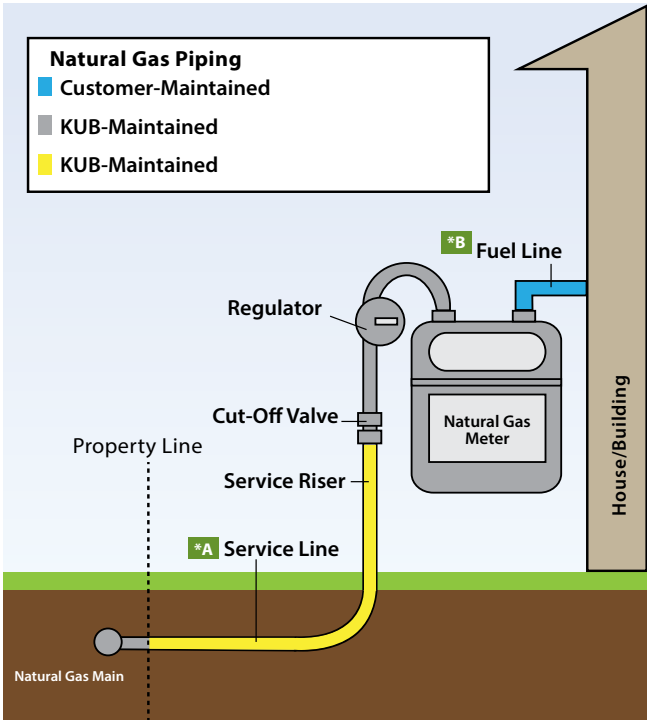 Natural Gas Piping
Customer-Maintained
KUB-Maintained
KUB-Maintained
*B Fuel Line
Regulator
Cut-Off Valve
Natural Gas
Meter
House/Building
Property Line
Service Riser
*A Service Line
Natural Gas Main